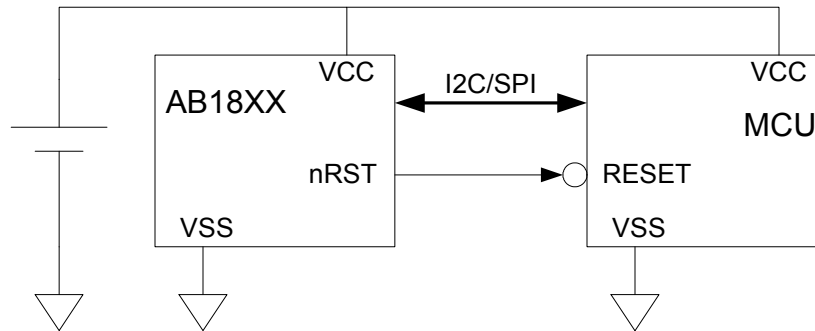 VCC
VCC
I2C/SPI
AB18XX
MCU
nRST
RESET
VSS
VSS